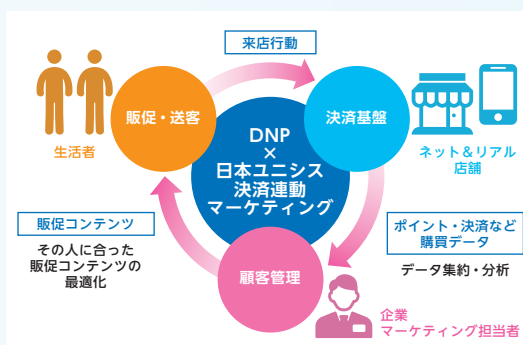 来店行動
販促・送客
決済基盤
生活者
DNP
×
日本ユニシス
決済連動
マーケティング
ネット＆リアル
店舗
販促コンテンツ
その人に合った
販促コンテンツの
最適化
ポイント・決済など
購買データ
データ集約・分析
顧客管理
企業
マーケティング担当者